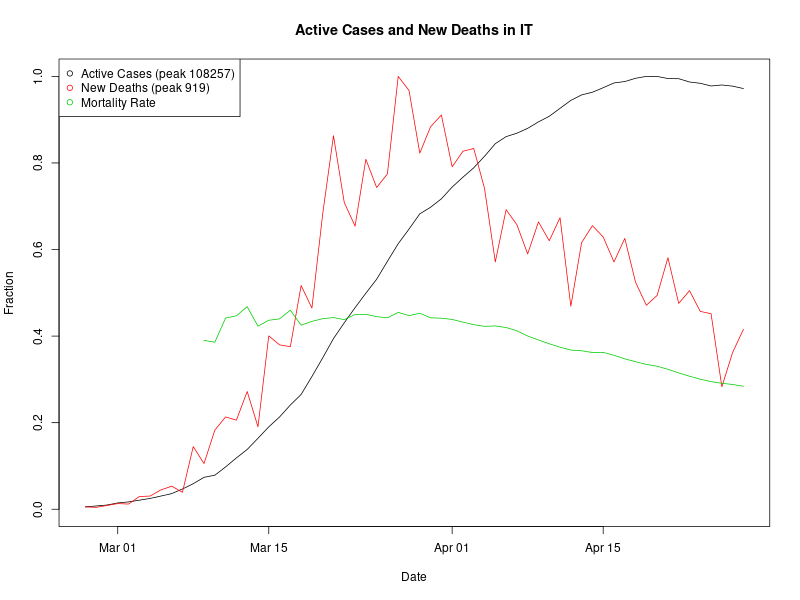 Active Cases and New Deaths in IT
Active Cases (peak 108257)
New Deaths (peak 919)
Mortality Rate
1.0
0.8
0.6
0.4
0.2
0.0
Fraction
Mar 01
Mar 15
Apr 01
Apr 15
Date